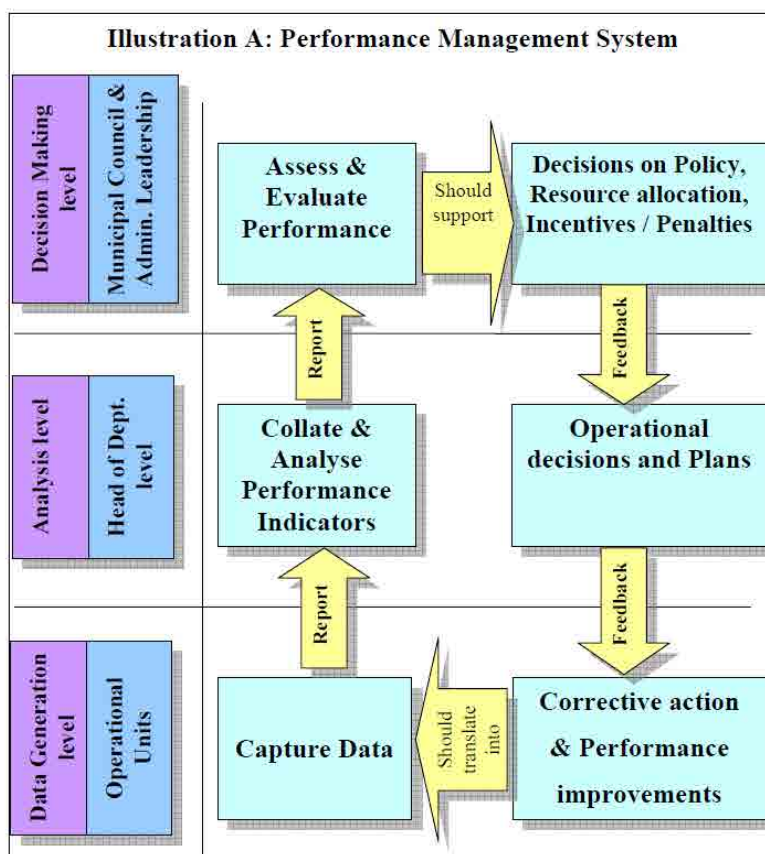 Illustration A: Performance Management System
Decision Making
level
Municipal Council &
Admin. Leadership
Assess &
Evaluate
Performance
Should
support
Decisions on Policy,
Resource allocation,
Incentives / Penalties
Report
Feedback
Analysis level
Head of Dept.
level
Collate &
Analyse
Performance
Indicators
Operational
decisions and Plans
Report
Feedback
Data Generation
level
Operational
Units
Capture Data
Should
translate
into
Corrective action
& Performance
improvements